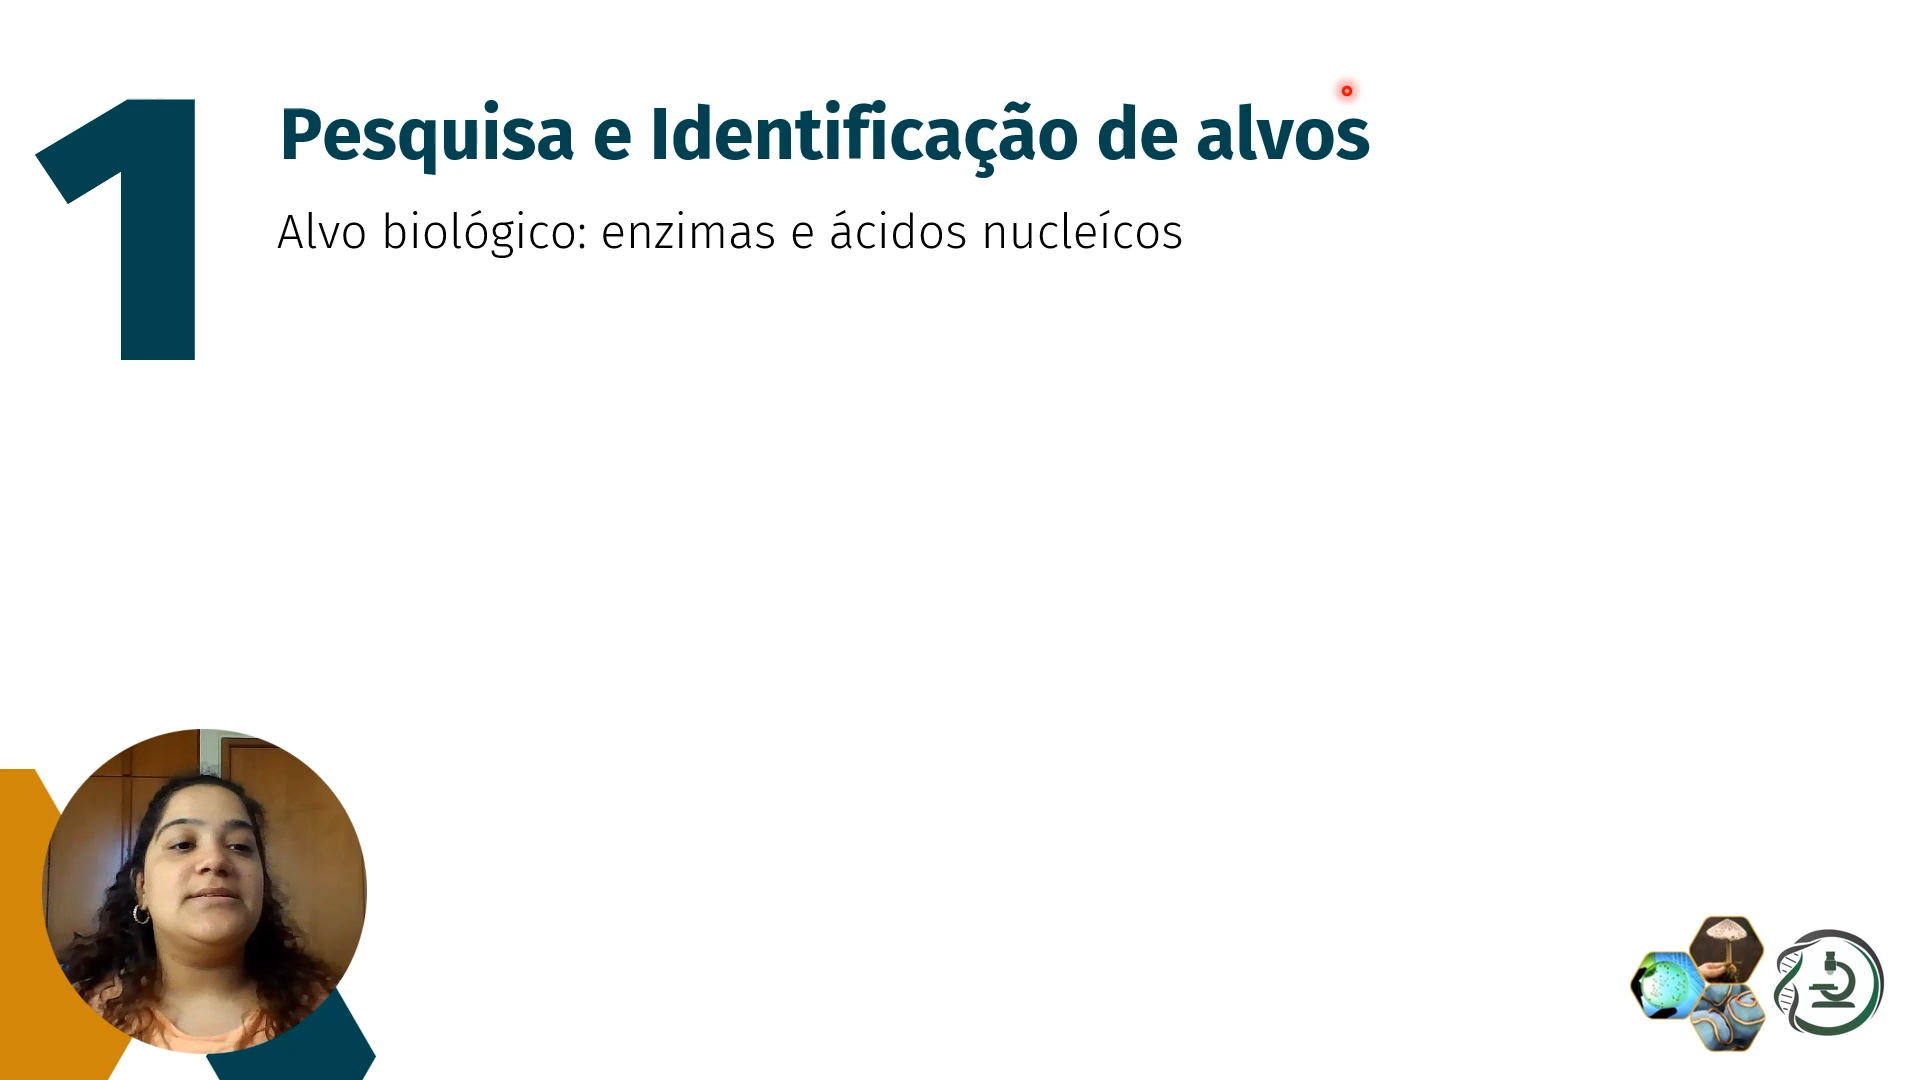 1
Pesquisa e Identificação de alvos
Alvo biológico: enzimas e ácidos nucleícos